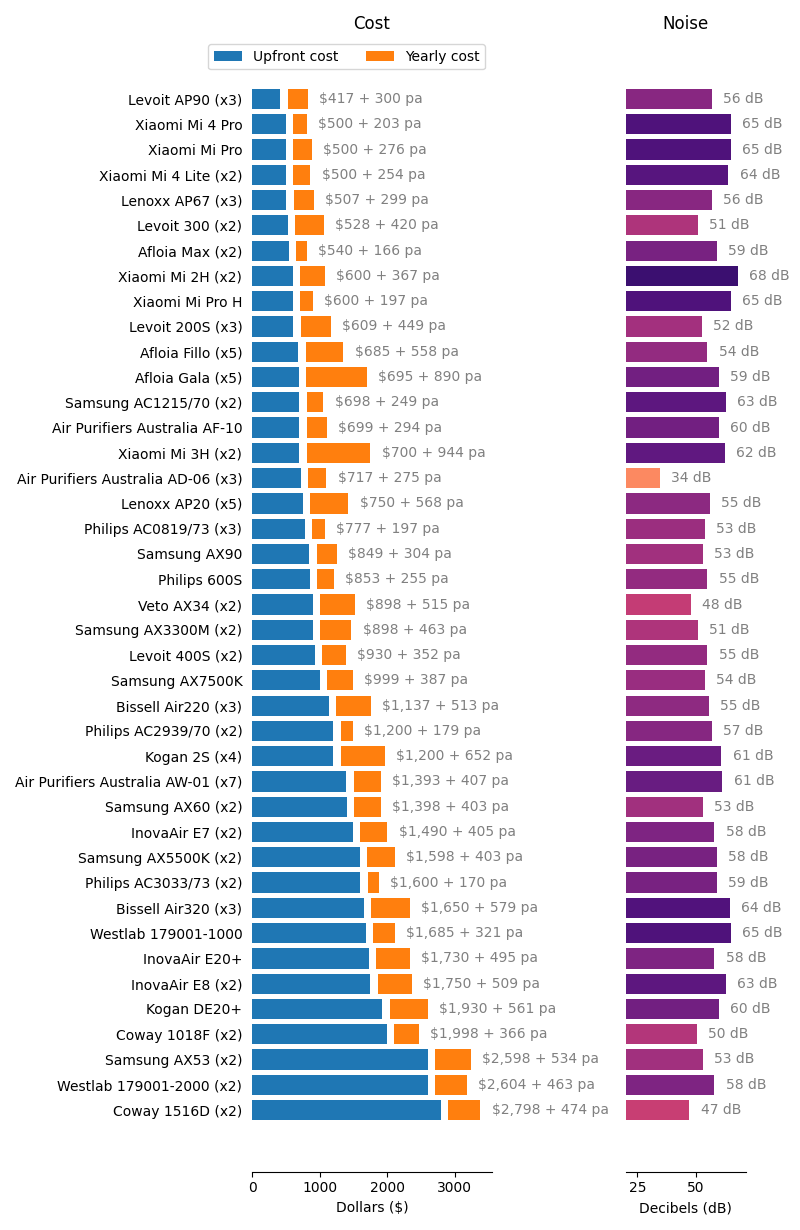 Cost Noise
Upfront cost Yearly cost
Levoit AP90 (x3) $417 + 300 pa 56 dB
Xiaomi Mi 4 Pro $500 + 203 pa 65 dB
Xiaomi Mi Pro $500 + 276 pa 65 dB
Xiaomi Mi 4 Lite (x2) $500 + 254 pa 64 dB
Lenoxx AP67 (x3) $507 + 299 pa 56 dB
Levoit 300 (x2) $528 + 420 pa 51 dB
Afloia Max (x2) $540 + 166 pa 59 dB
Xiaomi Mi 2H (x2) $600 + 367 pa 68 dB
Xiaomi Mi Pro H $600 + 197 pa 65 dB
Levoit 200S (x3) $609 + 449 pa 52 dB
Afloia Fillo (x5) $685 + 558 pa 54 dB
Afloia Gala (x5) $695 + 890 pa 59 dB
Samsung AC1215/70 (x2) $698 + 249 pa 63 dB
Air Purifiers Australia AF-10 $699 + 294 pa 60 dB
Xiaomi Mi 3H (x2) $700 + 944 pa 62 dB
Air Purifiers Australia AD-06 (x3) $717 + 275 pa 34 dB
Lenoxx AP20 (x5) $750 + 568 pa 55 dB
Philips AC0819/73 (x3) $777 + 197 pa 53 dB
Samsung AX90 $849 + 304 pa 53 dB
Philips 600S $853 + 255 pa 55 dB
Veto AX34 (x2) $898 + 515 pa 48 dB
Samsung AX3300M (x2) $898 + 463 pa 51 dB
Levoit 400S (x2) $930 + 352 pa 55 dB
Samsung AX7500K $999 + 387 pa 54 dB
Bissell Air220 (x3) $1,137 + 513 pa 55 dB
Philips AC2939/70 (x2) $1,200 + 179 pa 57 dB
Kogan 2S (x4) $1,200 + 652 pa 61 dB
Air Purifiers Australia AW-01 (x7) $1,393 + 407 pa 61 dB
Samsung AX60 (x2) $1,398 + 403 pa 53 dB
InovaAir E7 (x2) $1,490 + 405 pa 58 dB
Samsung AX5500K (x2) $1,598 + 403 pa 58 dB
Philips AC3033/73 (x2) $1,600 + 170 pa 59 dB
Bissell Air320 (x3) $1,650 + 579 pa 64 dB
Westlab 179001-1000 $1,685 + 321 pa 65 dB
InovaAir E20+ $1,730 + 495 pa 58 dB
InovaAir E8 (x2) $1,750 + 509 pa 63 dB
Kogan DE20+ $1,930 + 561 pa 60 dB
Coway 1018F (x2) $1,998 + 366 pa 50 dB
Samsung AX53 (x2) $2,598 + 534 pa 53 dB
Westlab 179001-2000 (x2) $2,604 + 463 pa 58 dB
Coway 1516D (x2) $2,798 + 474 pa 47 dB
0 1000 2000 3000 25 50
Dollars ($) Decibels (dB)